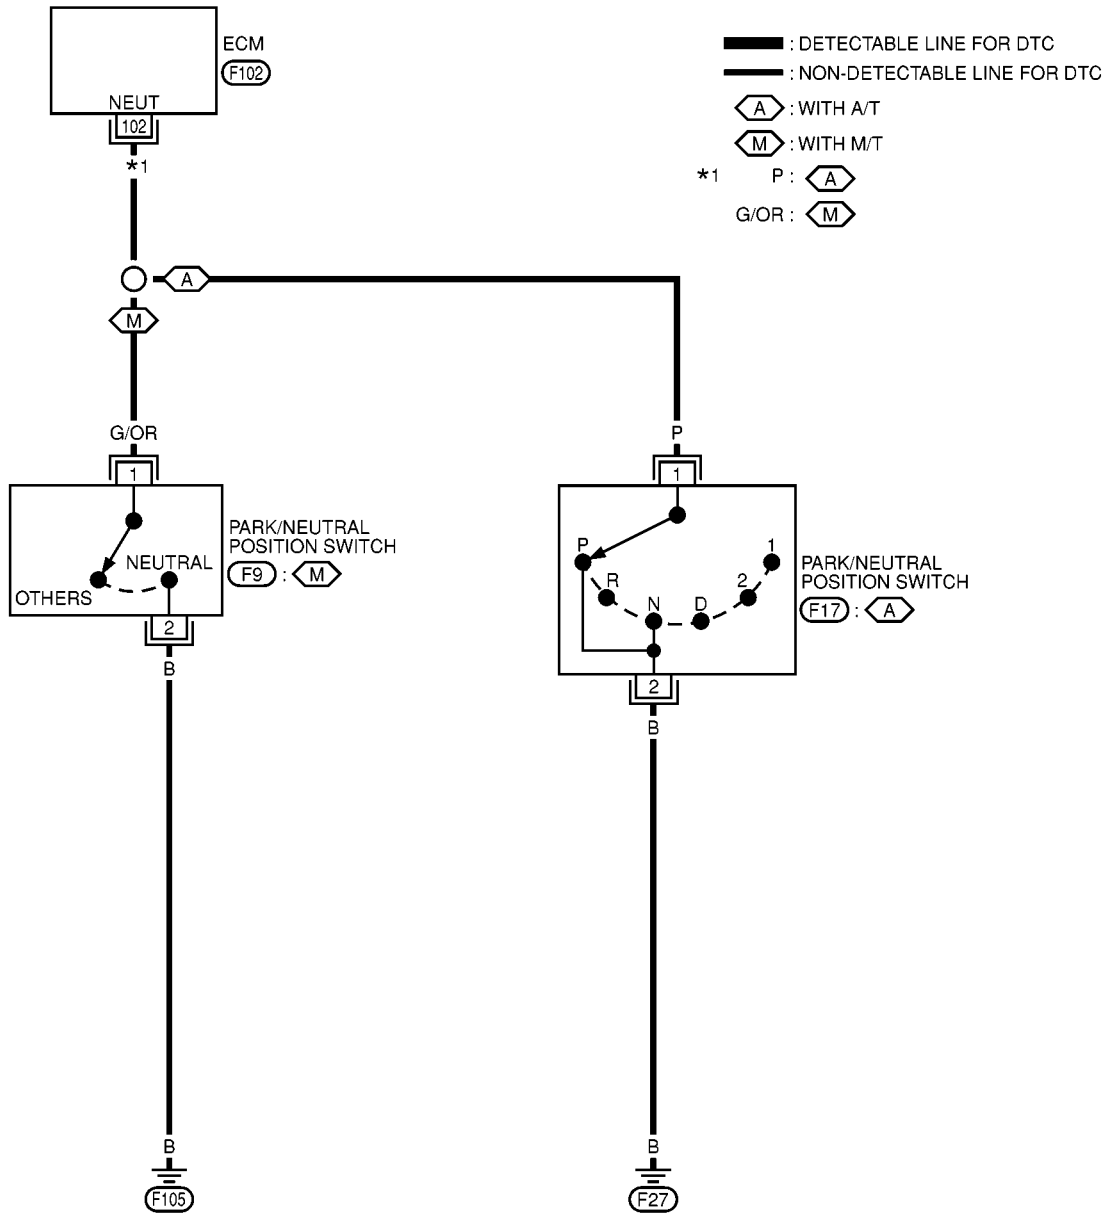 ECM
F102
NEUT
102
*1
: DETECTABLE LINE FOR DTC
: NON-DETECTABLE LINE FOR DTC
A : WITH A/T
M : WITH M/T
*1 P : A
G/OR : M
A
M
G/OR
1
NEUTRAL
OTHERS
2
PARK/NEUTRAL
POSITION SWITCH
F9 : M
B
B
F105
P
1
P
R
N
D
2
1
2
PARK/NEUTRAL
POSITION SWITCH
F17 : A
B
B
F27